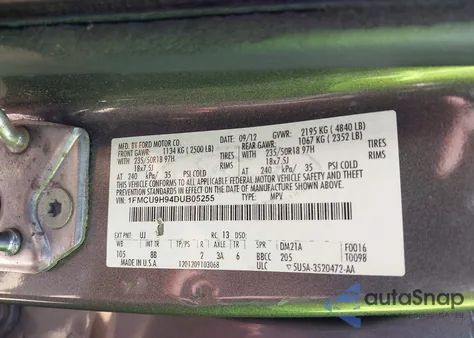 MFD. BY FORD MOTOR CO.
09/12 GVWR: 2195 KG (4840 LB)
FRONT GAWR: 1134 KG (2500 LB) REAR GAWR: 1067 KG (2352 LB)
WITH 235/50R18 97H TIRES WITH 235/50R18 97H TIRES
18x7.5J RIMS 18x7.5J RIMS
AT 240 kPa/ 35 PSI COLD AT 240 kPa/ 35 PSI COLD
THIS VEHICLE CONFORMS TO ALL APPLICABLE FEDERAL MOTOR VEHICLE SAFETY AND THEFT PREVENTION STANDARDS IN EFFECT ON THE DATE OF MANUFACTURE SHOWN ABOVE.
VIN: 1FMCU9H94DUB05255
TYPE: MPV
EXT PNT: UJ RC: 13 DSO:
WB INT TR TP/PS R AXLE TR SPR DM21A F0016
105 8B 2 3A 6 BBCC 205 T0098
MADE IN U.S.A. 1201209103068 ULC 5U5A-3520472-AA
autoSnap